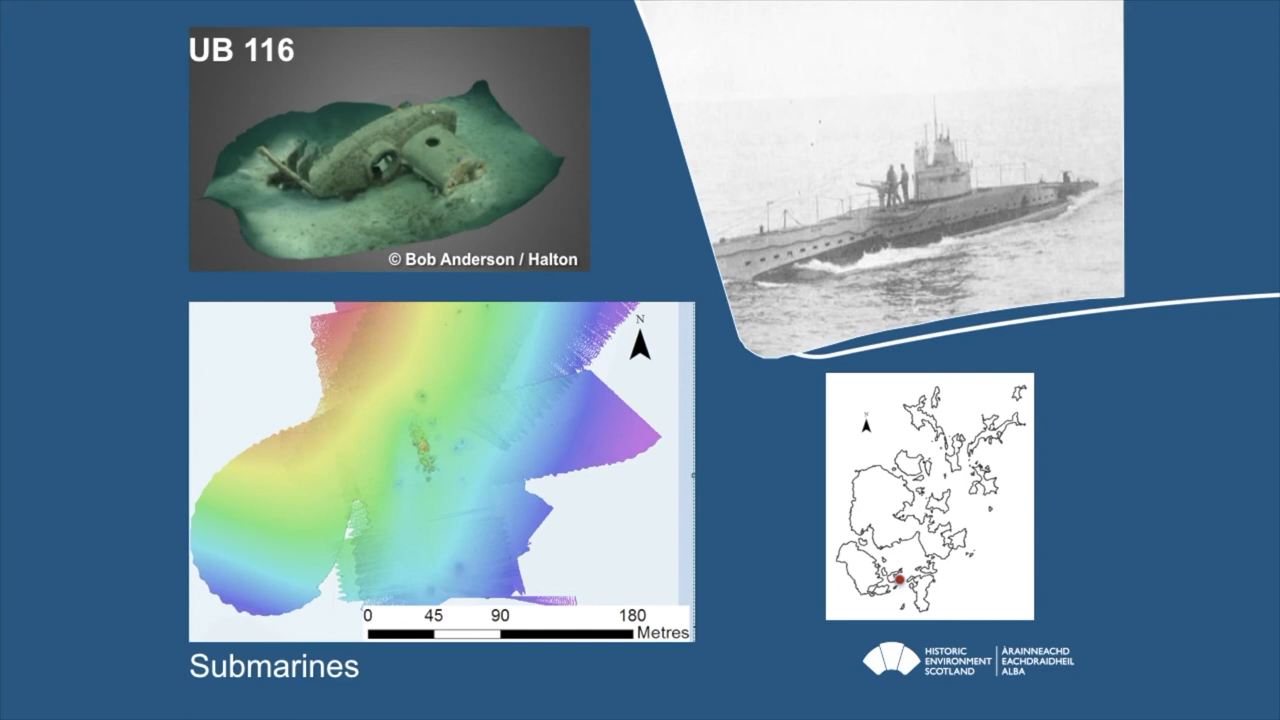 UB 116
© Bob Anderson / Halton
N
0 45 90 180
Metres
Submarines
N
HISTORIC
ENVIRONMENT
SCOTLAND
ÀRAINNEACHD
EACHDRAIDHEIL
ALBA